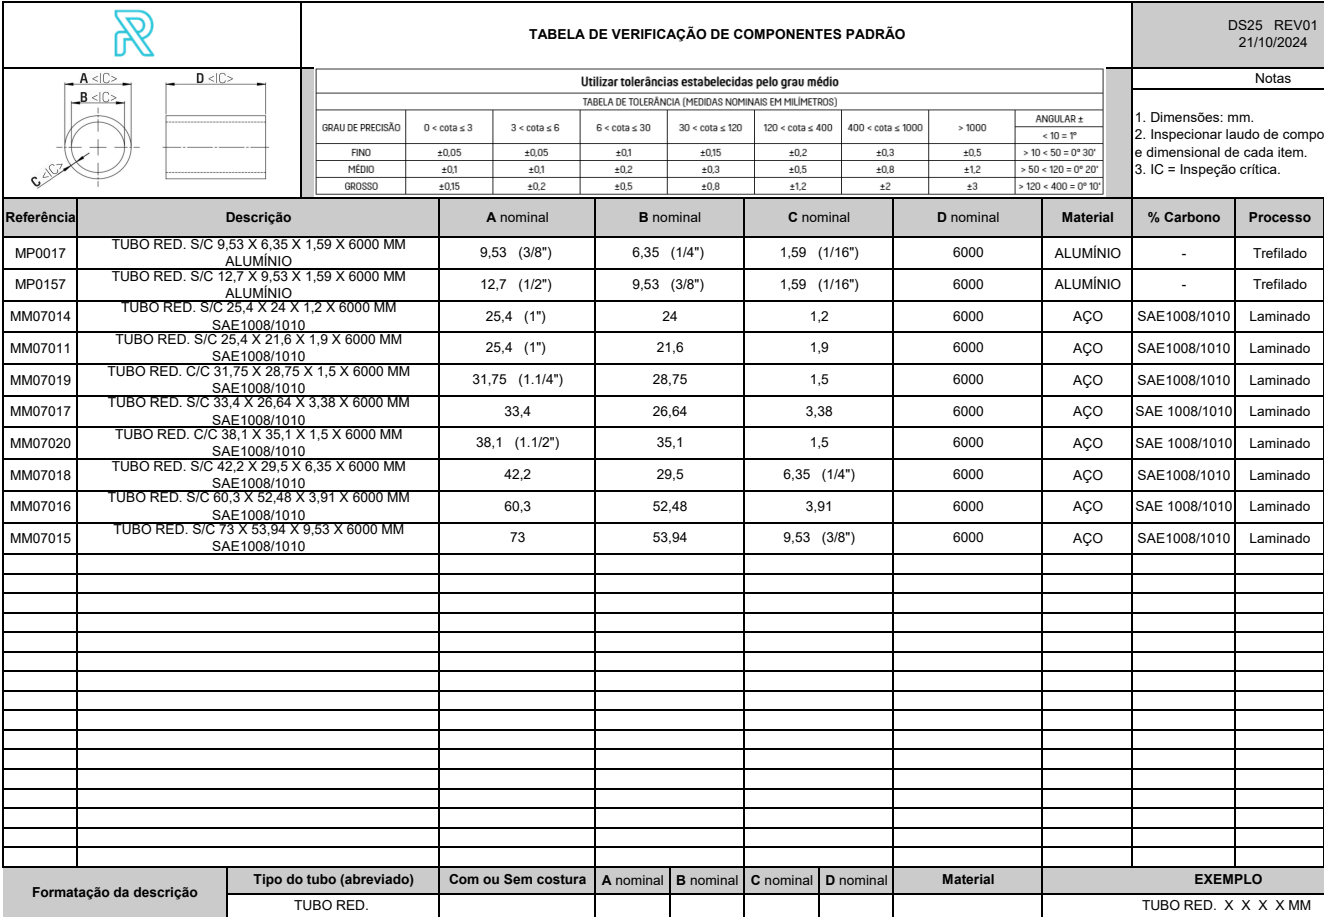 TABELA DE VERIFICAÇÃO DE COMPONENTES PADRÃO
DS25 REV01
21/10/2024
A <IC>
B <IC>
C <IC>
D <IC>
Utilizar tolerâncias estabelecidas pelo grau médio
TABELA DE TOLERÂNCIA (MEDIDAS NOMINAIS EM MILÍMETROS)
GRAU DE PRECISÃO 0 < cota ≤ 3 3 < cota ≤ 6 6 < cota ≤ 30 30 < cota ≤ 120 120 < cota ≤ 400 400 < cota ≤ 1000 > 1000 ANGULAR ±
< 10 = 1°
FINO ±0,05 ±0,05 ±0,1 ±0,15 ±0,2 ±0,3 ±0,5 > 10 < 50 = 0° 30'
MÉDIO ±0,1 ±0,1 ±0,2 ±0,3 ±0,5 ±0,8 ±1,2 > 50 < 120 = 0° 20'
GROSSO ±0,15 ±0,2 ±0,5 ±0,8 ±1,2 ±2 ±3 > 120 < 400 = 0° 10'
Notas
1. Dimensões: mm.
2. Inspecionar laudo de compo
e dimensional de cada item.
3. IC = Inspeção crítica.
Referência Descrição A nominal B nominal C nominal D nominal Material % Carbono Processo
MP0017 TUBO RED. S/C 9,53 X 6,35 X 1,59 X 6000 MM
ALUMÍNIO 9,53 (3/8") 6,35 (1/4") 1,59 (1/16") 6000 ALUMÍNIO - Trefilado
MP0157 TUBO RED. S/C 12,7 X 9,53 X 1,59 X 6000 MM
ALUMÍNIO 12,7 (1/2") 9,53 (3/8") 1,59 (1/16") 6000 ALUMÍNIO - Trefilado
MM07014 TUBO RED. S/C 25,4 X 24 X 1,2 X 6000 MM
SAE1008/1010 25,4 (1") 24 1,2 6000 AÇO SAE1008/1010 Laminado
MM07011 TUBO RED. S/C 25,4 X 21,6 X 1,9 X 6000 MM
SAE1008/1010 25,4 (1") 21,6 1,9 6000 AÇO SAE1008/1010 Laminado
MM07019 TUBO RED. C/C 31,75 X 28,75 X 1,5 X 6000 MM
SAE1008/1010 31,75 (1.1/4") 28,75 1,5 6000 AÇO SAE1008/1010 Laminado
MM07017 TUBO RED. S/C 33,4 X 26,64 X 3,38 X 6000 MM
SAE1008/1010 33,4 26,64 3,38 6000 AÇO SAE 1008/1010 Laminado
MM07020 TUBO RED. C/C 38,1 X 35,1 X 1,5 X 6000 MM
SAE1008/1010 38,1 (1.1/2") 35,1 1,5 6000 AÇO SAE 1008/1010 Laminado
MM07018 TUBO RED. S/C 42,2 X 29,5 X 6,35 X 6000 MM
SAE1008/1010 42,2 29,5 6,35 (1/4") 6000 AÇO SAE1008/1010 Laminado
MM07016 TUBO RED. S/C 60,3 X 52,48 X 3,91 X 6000 MM
SAE1008/1010 60,3 52,48 3,91 6000 AÇO SAE 1008/1010 Laminado
MM07015 TUBO RED. S/C 73 X 53,94 X 9,53 X 6000 MM
SAE1008/1010 73 53,94 9,53 (3/8") 6000 AÇO SAE1008/1010 Laminado
Formatação da descrição Tipo do tubo (abreviado) Com ou Sem costura A nominal B nominal C nominal D nominal Material EXEMPLO
TUBO RED. TUBO RED. X X X X MM